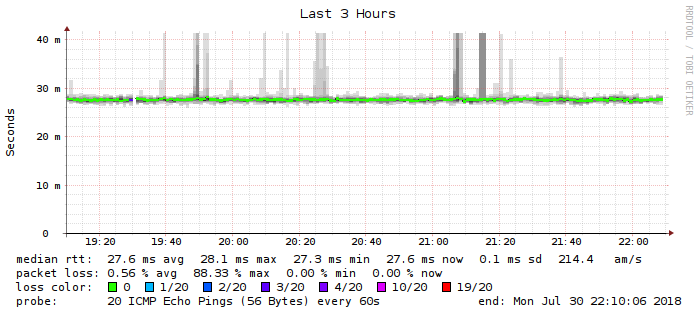 Last 3 Hours
RRDTOOL / TOBI OETIKER
Seconds
40 m
30 m
20 m
10 m
0
19:20 19:40 20:00 20:20 20:40 21:00 21:20 21:40 22:00
median rtt: 27.6 ms avg 28.1 ms max 27.3 ms min 27.6 ms now 0.1 ms sd 214.4 am/s
packet loss: 0.56 % avg 88.33 % max 0.00 % min 0.00 % now
loss color: 0 1/20 2/20 3/20 4/20 10/20 19/20
probe: 20 ICMP Echo Pings (56 Bytes) every 60s end: Mon Jul 30 22:10:06 2018